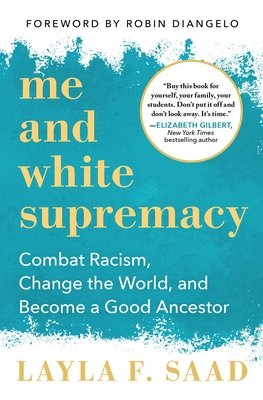 FOREWORD BY ROBIN DIANGELO
me
and
white
supremacy
"Buy this book for
yourself, your family, your
students. Don't put it off and
don't look away. It's time."
—ELIZABETH GILBERT,
New York Times
bestselling author
Combat Racism,
Change the World, and
Become a Good Ancestor
LAYLA F. SAAD